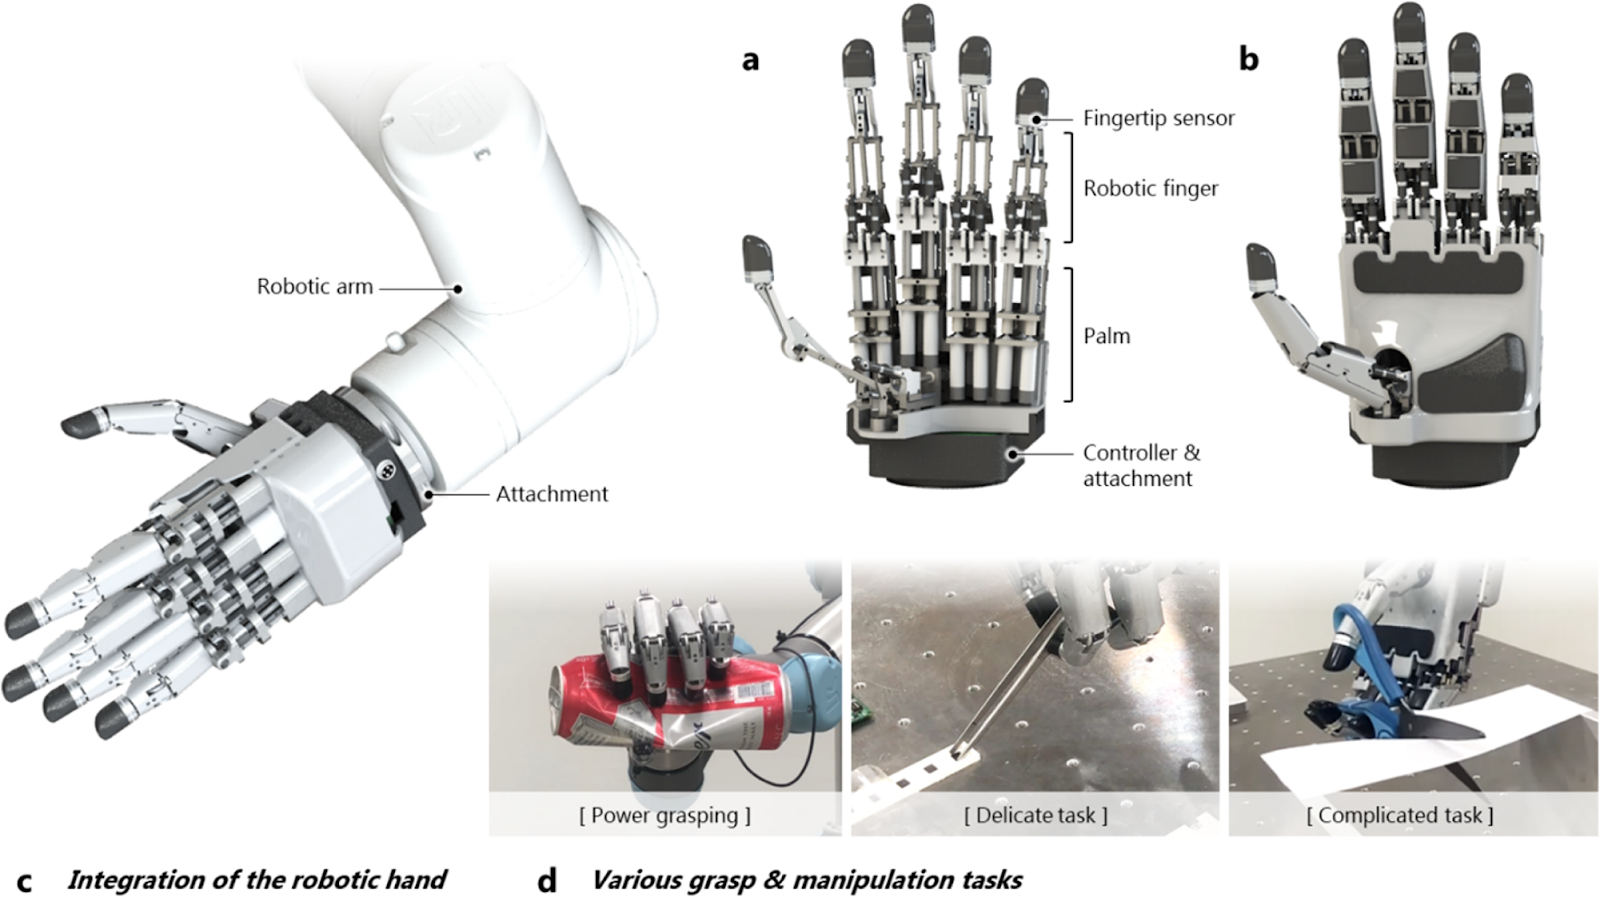 a
b
Fingertip sensor
Robotic finger
Robotic arm
Palm
Controller &
attachment
Attachment
[ Power grasping ]
[ Delicate task ]
[ Complicated task ]
c Integration of the robotic hand
d Various grasp & manipulation tasks